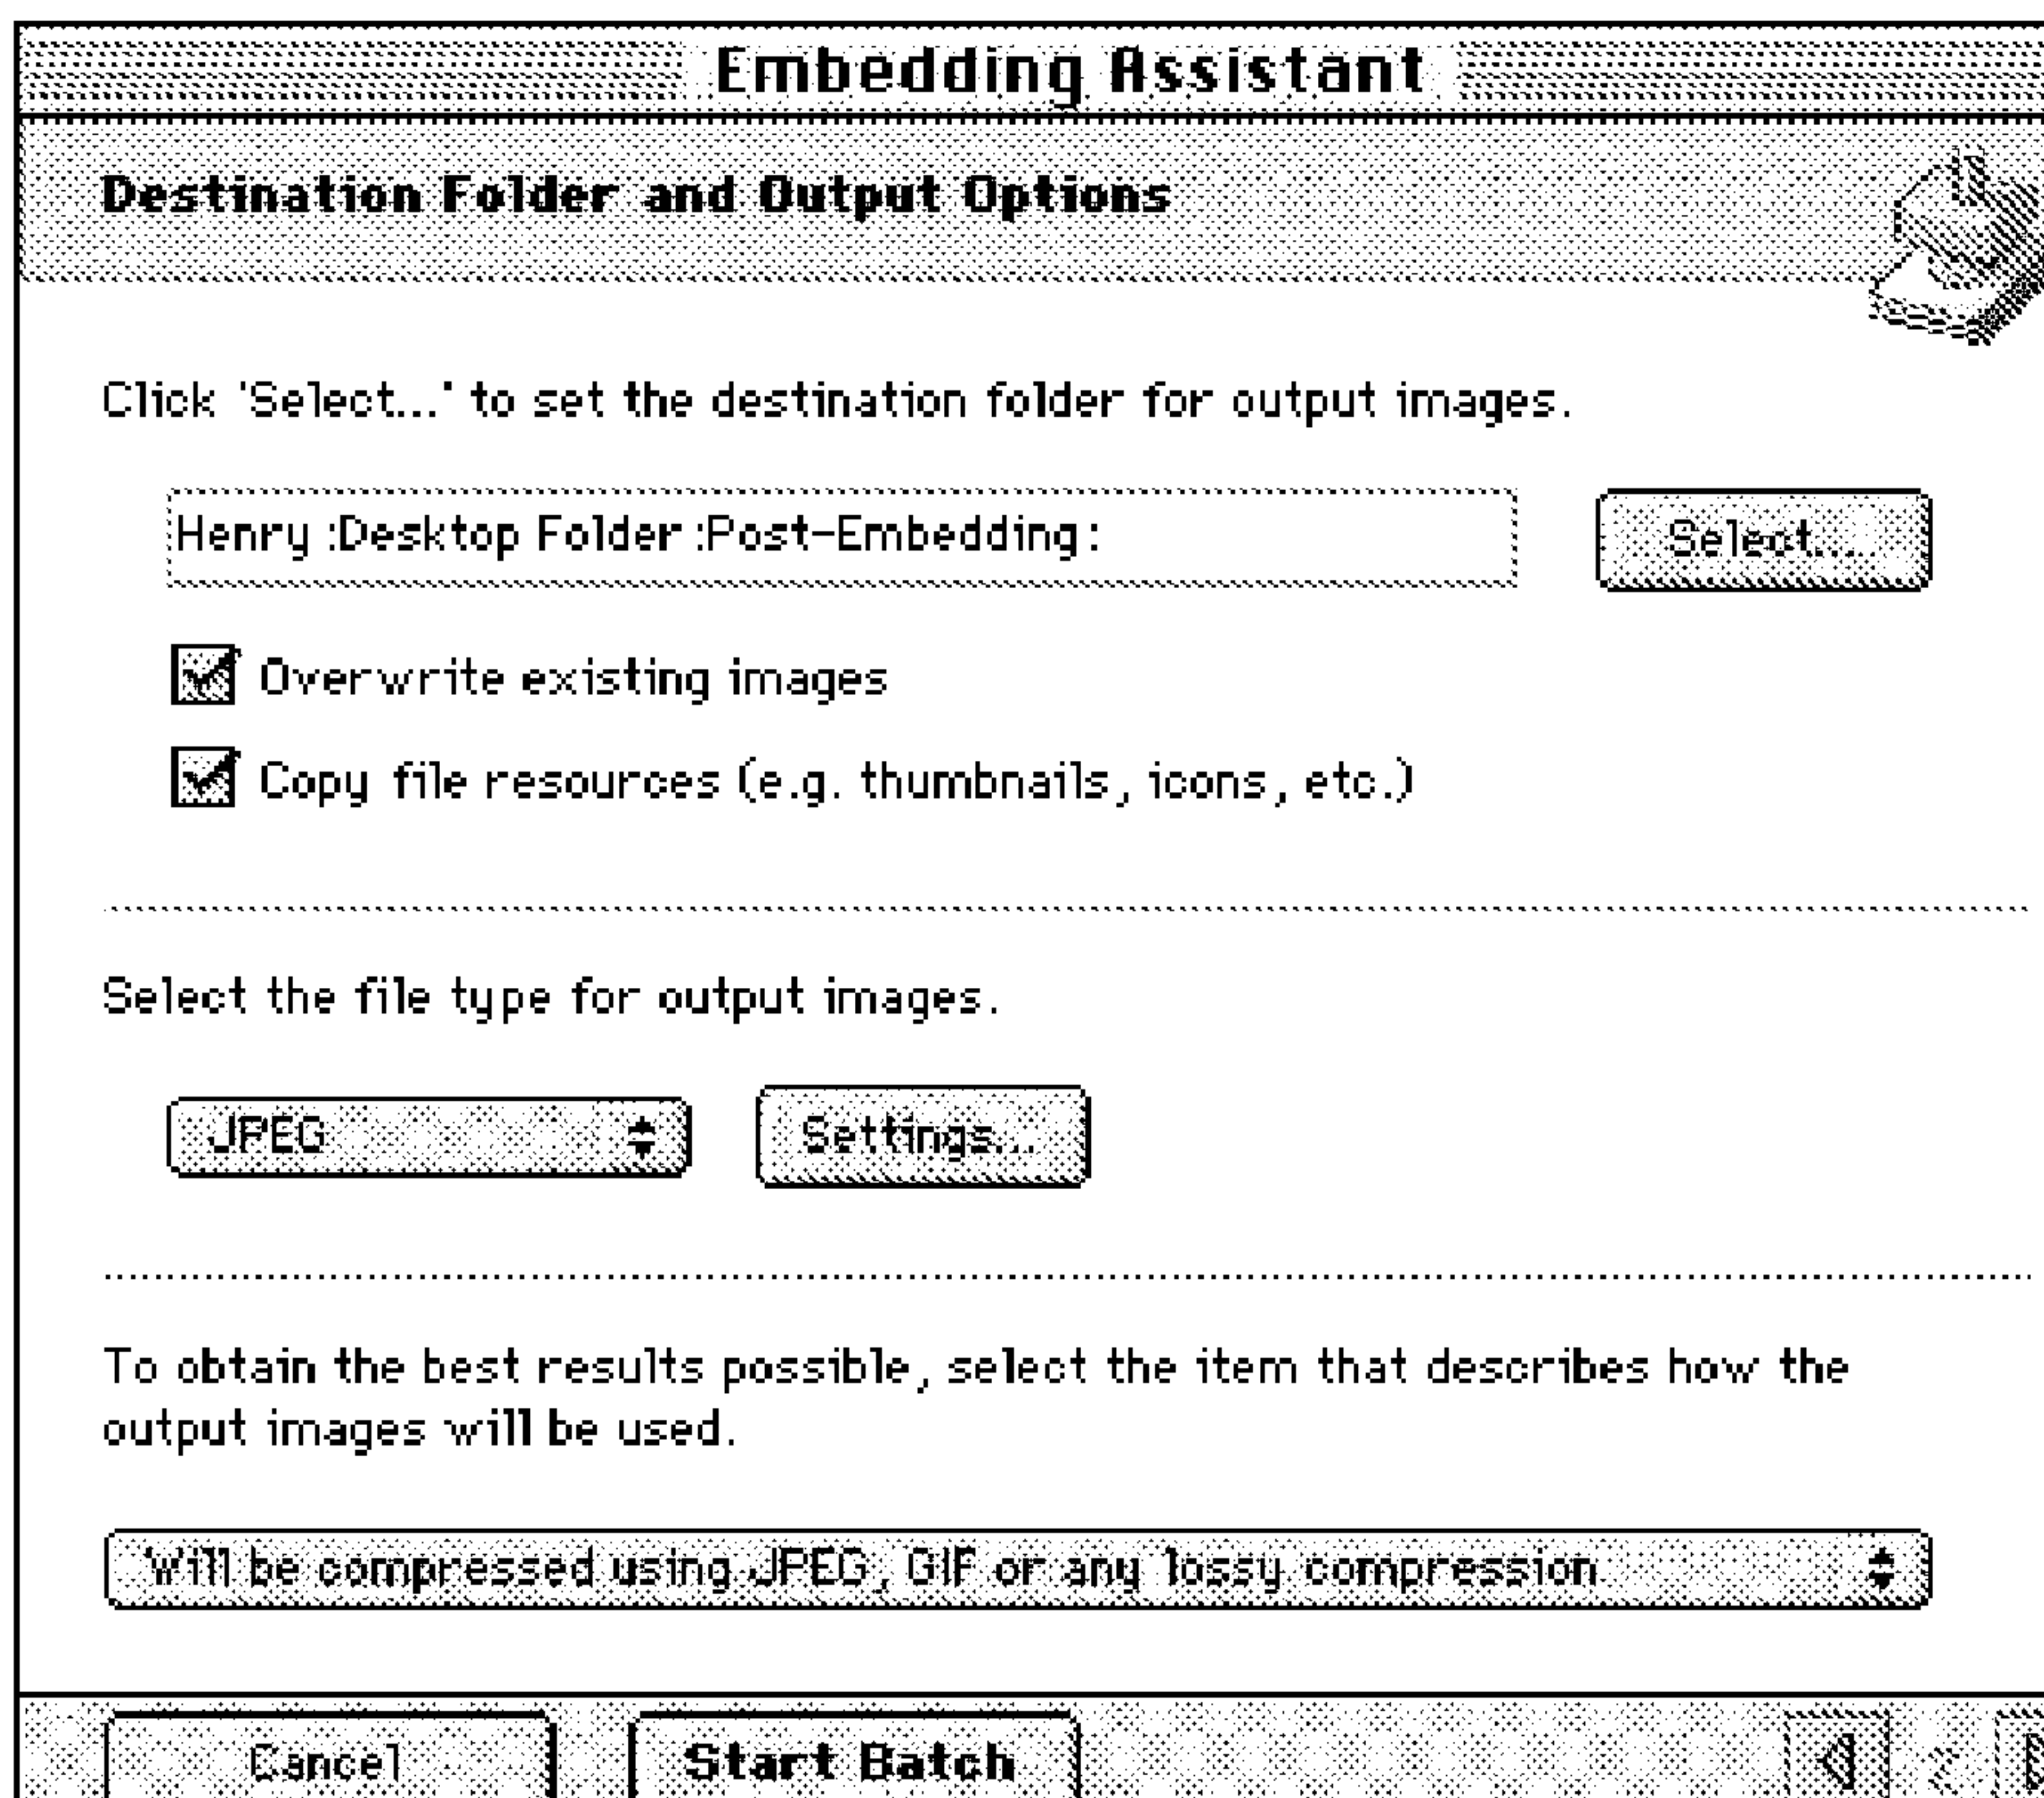 Embedding Assistant
Destination Folder and Output Options
Click 'Select...' to set the destination folder for output images.
Henry :Desktop Folder :Post-Embedding :
Select...
Overwrite existing images
Copy file resources (e.g. thumbnails, icons, etc.)
Select the file type for output images.
JPEG
Settings...
To obtain the best results possible, select the item that describes how the
output images will be used.
Will be compressed using JPEG, GIF or any lossy compression
Cancel
Start Batch